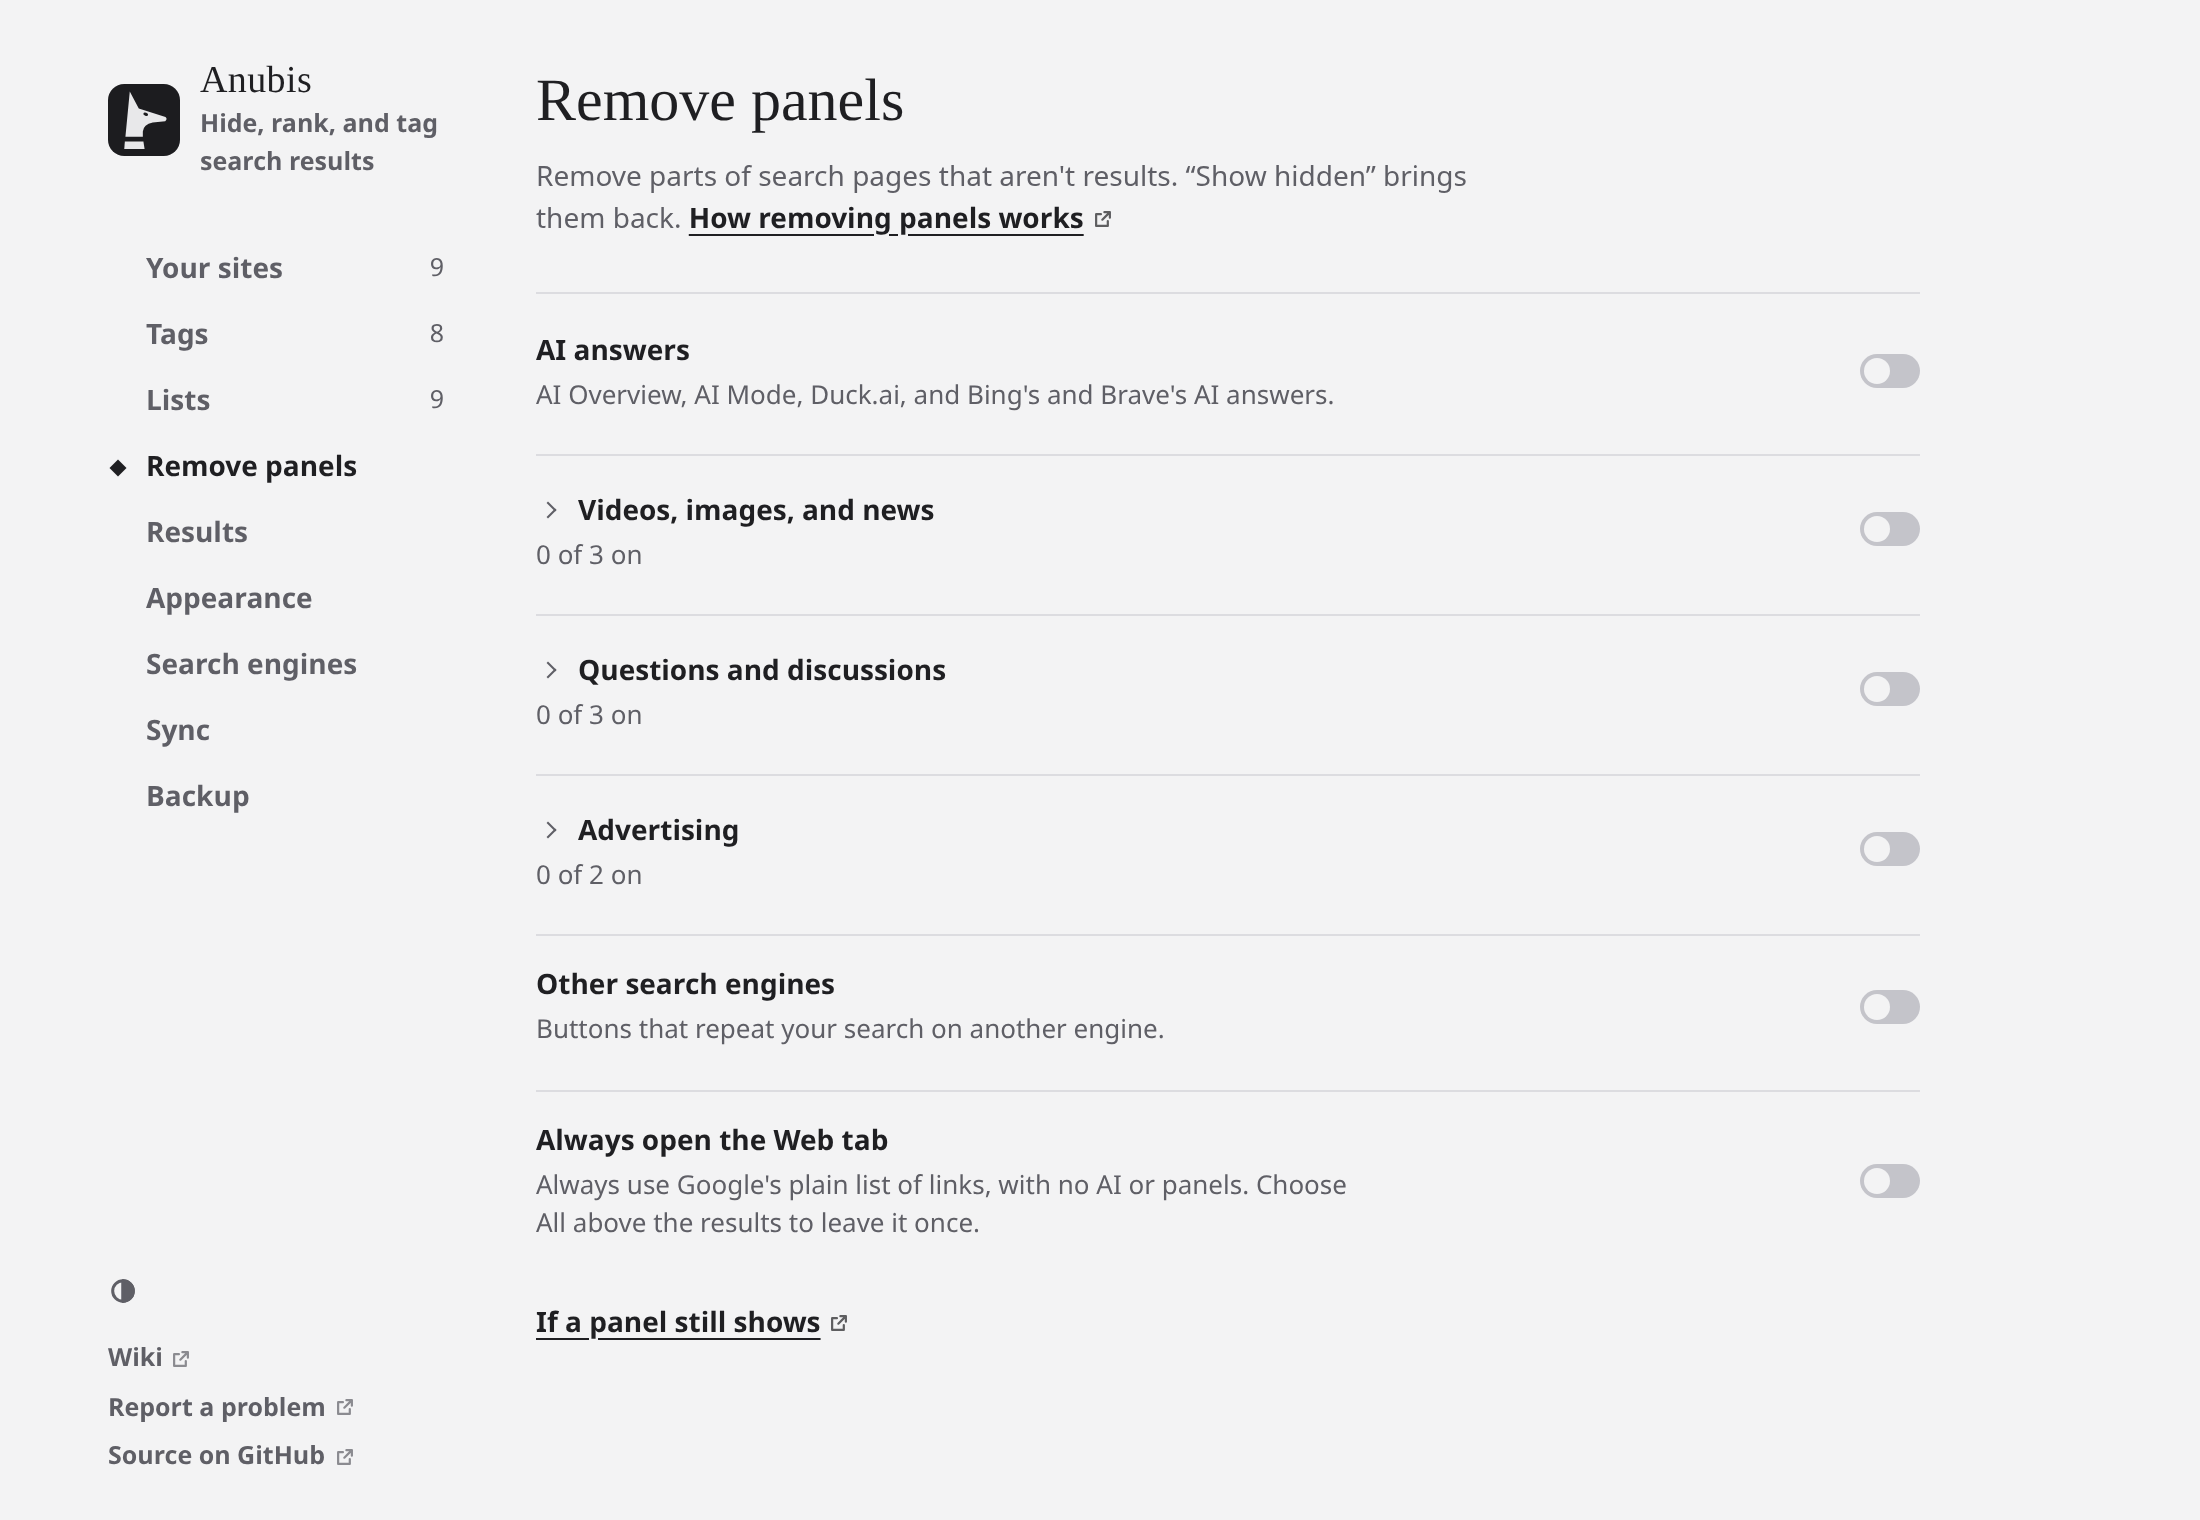 Anubis
Hide, rank, and tag
search results
Your sites 9
Tags 8
Lists 9
Remove panels
Results
Appearance
Search engines
Sync
Backup
Wiki
Report a problem
Source on GitHub
Remove panels
Remove parts of search pages that aren't results. “Show hidden” brings
them back. How removing panels works
AI answers
AI Overview, AI Mode, Duck.ai, and Bing's and Brave's AI answers.
Videos, images, and news
0 of 3 on
Questions and discussions
0 of 3 on
Advertising
0 of 2 on
Other search engines
Buttons that repeat your search on another engine.
Always open the Web tab
Always use Google's plain list of links, with no AI or panels. Choose
All above the results to leave it once.
If a panel still shows